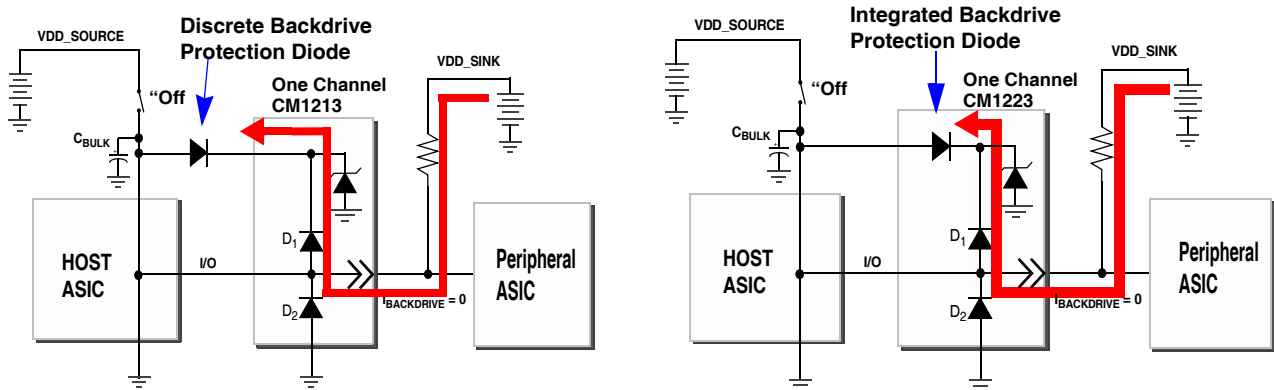 Discrete Backdrive
Protection Diode
VDD_SOURCE
VDD_SINK
“Off
One Channel
CM1213
CBULK
+
D1
HOST
ASIC
I/O
Peripheral
ASIC
D2
IBACKDRIVE = 0
Integrated Backdrive
Protection Diode
VDD_SOURCE
VDD_SINK
“Off
One Channel
CM1223
CBULK
+
D1
HOST
ASIC
I/O
Peripheral
ASIC
D2
IBACKDRIVE = 0